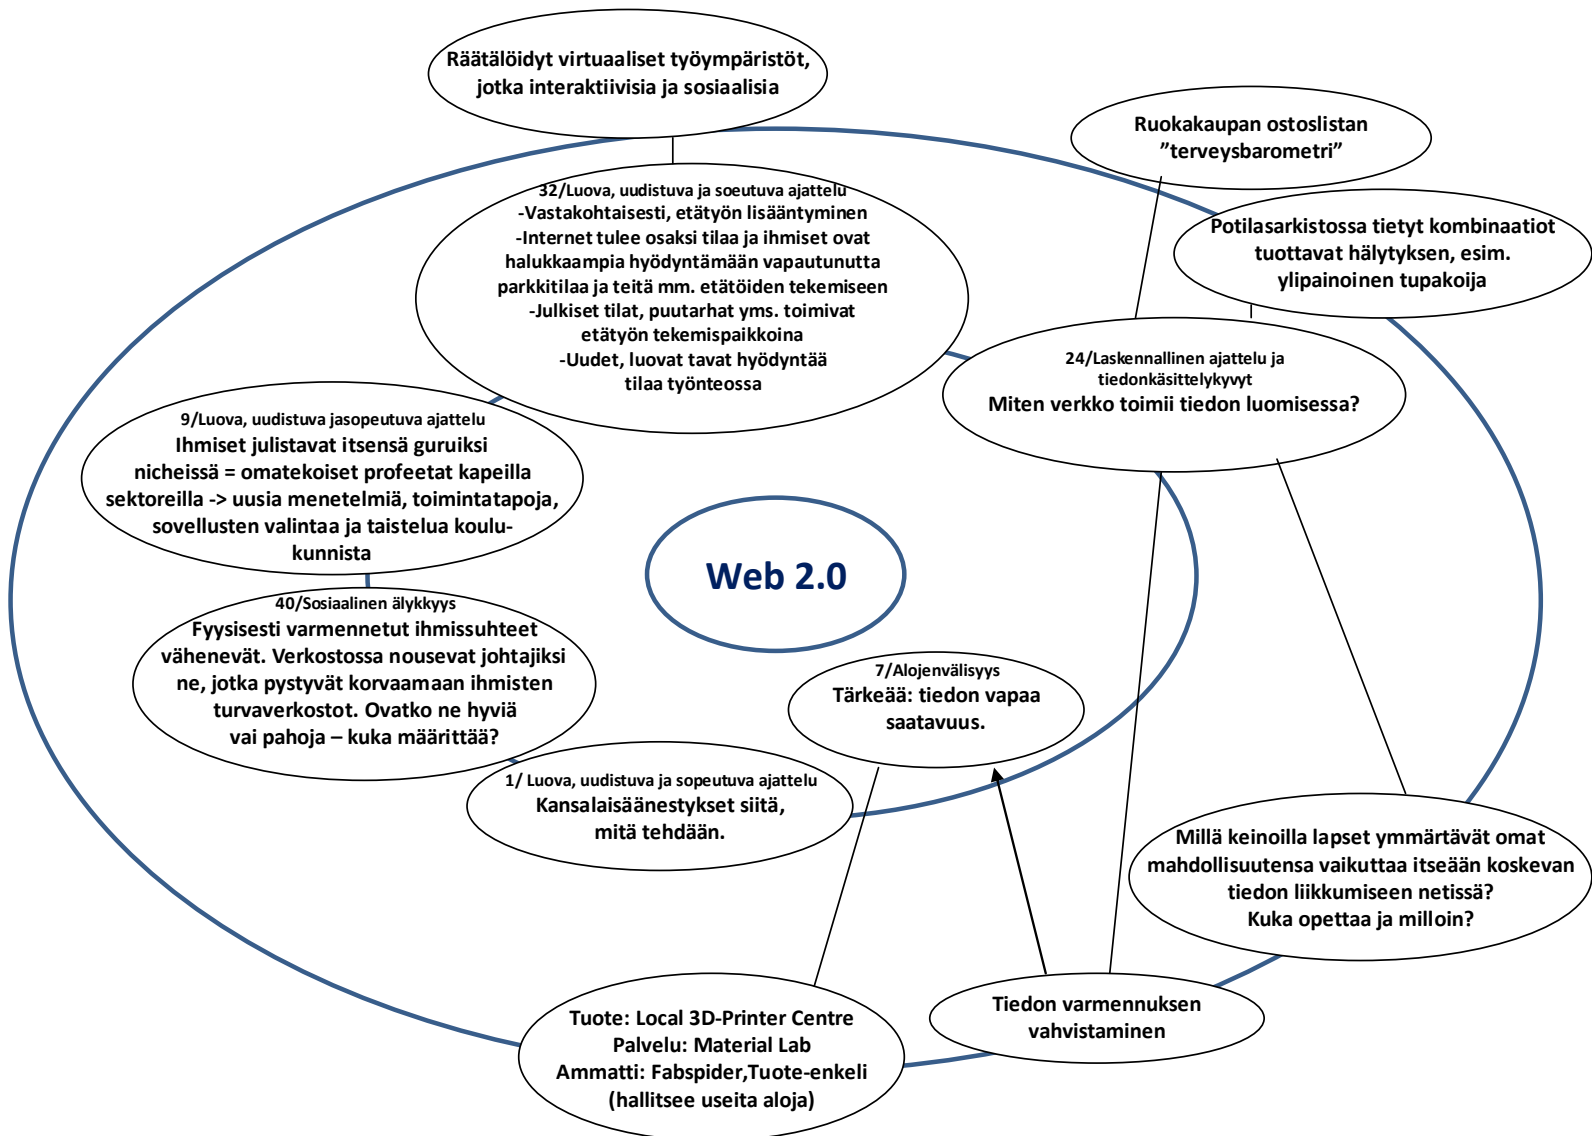 Räätälöidyt virtuaaliset työympäristöt,
jotka interaktiivisia ja sosiaalisia
Ruokakaupan ostoslistan
”terveysbarometri”
32/Luova, uudistuva ja soeutuva ajattelu
-Vastakohtaisesti, etätyön lisääntyminen
-Internet tulee osaksi tilaa ja ihmiset ovat
halukkaampia hyödyntämään vapautunutta
parkkitilaa ja teitä mm. etätöiden tekemiseen
-Julkiset tilat, puutarhat yms. toimivat
etätyön tekemispaikkoina
-Uudet, luovat tavat hyödyntää
tilaa työnteossa
Potilasarkistossa tietyt kombinaatiot
tuottavat hälytyksen, esim.
ylipainoinen tupakoija
24/Laskennallinen ajattelu ja
tiedonkäsittelykyvyt
Miten verkko toimii tiedon luomisessa?
9/Luova, uudistuva jasopeutuva ajattelu
Ihmiset julistavat itsensä guruiksi
nicheissä = omatekoiset profeetat kapeilla
sektoreilla -> uusia menetelmiä, toimintatapoja,
sovellusten valintaa ja taistelua koulu-
kunnista
Web 2.0
40/Sosiaalinen älykkyys
Fyysisesti varmennetut ihmissuhteet
vähenevät. Verkostossa nousevat johtajiksi
ne, jotka pystyvät korvaamaan ihmisten
turvaverkostot. Ovatko ne hyviä
vai pahoja – kuka määrittää?
7/Alojenvälisyys
Tärkeää: tiedon vapaa
saatavuus.
1/ Luova, uudistuva ja sopeutuva ajattelu
Kansalaisäänestykset siitä,
mitä tehdään.
Millä keinoilla lapset ymmärtävät omat
mahdollisuutensa vaikuttaa itseään koskevan
tiedon liikkumiseen netissä?
Kuka opettaa ja milloin?
Tiedon varmennuksen
vahvistaminen
Tuote: Local 3D-Printer Centre
Palvelu: Material Lab
Ammatti: Fabspider,Tuote-enkeli
(hallitsee useita aloja)